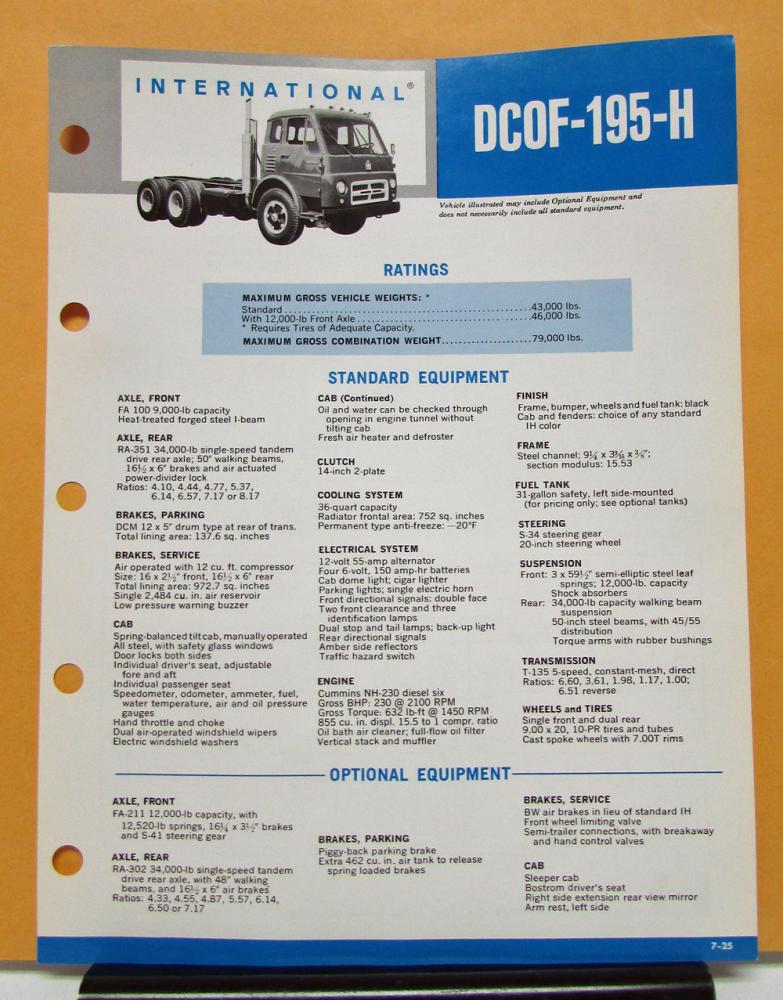 INTERNATIONAL®
DCOF-195-H
Vehicle illustrated may include Optional Equipment and
does not necessarily include all standard equipment.
RATINGS
MAXIMUM GROSS VEHICLE WEIGHTS: *
Standard..........43,000 lbs.
With 12,000-lb Front Axle..........46,000 lbs.
* Requires Tires of Adequate Capacity.
MAXIMUM GROSS COMBINATION WEIGHT..........79,000 lbs.
STANDARD EQUIPMENT
AXLE, FRONT
FA 100 9,000-lb capacity
Heat-treated forged steel I-beam
AXLE, REAR
RA-351 34,000-lb single-speed tandem
drive rear axle; 50" walking beams,
16½ x 6" brakes and air actuated
power-divider lock
Ratios: 4.10, 4.44, 4.77, 5.37,
6.14, 6.57, 7.17 or 8.17
BRAKES, PARKING
DCM 12 x 5" drum type at rear of trans.
Total lining area: 137.6 sq. inches
BRAKES, SERVICE
Air operated with 12 cu. ft. compressor
Size: 16 x 2½" front, 16½ x 6" rear
Total lining area: 972.7 sq. inches
Single 2,484 cu. in. air reservoir
Low pressure warning buzzer
CAB
Spring-balanced tilt cab, manually operated
All steel, with safety glass windows
Door locks both sides
Individual driver's seat, adjustable
fore and aft
Individual passenger seat
Speedometer, odometer, ammeter, fuel,
water temperature, air and oil pressure
gauges
Hand throttle and choke
Dual air-operated windshield wipers
Electric windshield washers
CAB (Continued)
Oil and water can be checked through
opening in engine tunnel without
tilting cab
Fresh air heater and defroster
CLUTCH
14-inch 2-plate
COOLING SYSTEM
36-quart capacity
Radiator frontal area: 752 sq. inches
Permanent type anti-freeze: —20°F
ELECTRICAL SYSTEM
12-volt 55-amp alternator
Four 6-volt, 150 amp-hr batteries
Cab dome light; cigar lighter
Parking lights; single electric horn
Front directional signals: double face
Two front clearance and three
identification lamps
Dual stop and tail lamps; back-up light
Rear directional signals
Amber side reflectors
Traffic hazard switch
ENGINE
Cummins NH-230 diesel six
Gross BHP: 230 @ 2100 RPM
Gross Torque: 632 lb-ft @ 1450 RPM
855 cu. in. displ. 15.5 to 1 compr. ratio
Oil bath air cleaner; full-flow oil filter
Vertical stack and muffler
FINISH
Frame, bumper, wheels and fuel tank: black
Cab and fenders: choice of any standard
IH color
FRAME
Steel channel; 9¼ x 3⁹⁄₁₆ x ⅜";
section modulus: 15.53
FUEL TANK
31-gallon safety, left side-mounted
(for pricing only; see optional tanks)
STEERING
S-34 steering gear
20-inch steering wheel
SUSPENSION
Front: 3 x 59½" semi-elliptic steel leaf
springs; 12,000-lb. capacity
Shock absorbers
Rear: 34,000-lb capacity walking beam
suspension
50-inch steel beams, with 45/55
distribution
Torque arms with rubber bushings
TRANSMISSION
T-135 5-speed, constant-mesh, direct
Ratios: 6.60, 3.61, 1.98, 1.17, 1.00;
6.51 reverse
WHEELS and TIRES
Single front and dual rear
9.00 x 20, 10-PR tires and tubes
Cast spoke wheels with 7.00T rims
OPTIONAL EQUIPMENT
AXLE, FRONT
FA-211 12,000-lb capacity, with
12,520-lb springs, 16¼ x 3½" brakes
and S-41 steering gear
AXLE, REAR
RA-302 34,000-lb single-speed tandem
drive rear axle, with 48" walking
beams, and 16½ x 6" air brakes
Ratios: 4.33, 4.55, 4.87, 5.57, 6.14,
6.50 or 7.17
BRAKES, PARKING
Piggy-back parking brake
Extra 462 cu. in. air tank to release
spring loaded brakes
BRAKES, SERVICE
BW air brakes in lieu of standard IH
Front wheel limiting valve
Semi-trailer connections, with breakaway
and hand control valves
CAB
Sleeper cab
Bostrom driver's seat
Right side extension rear view mirror
Arm rest, left side
7-25